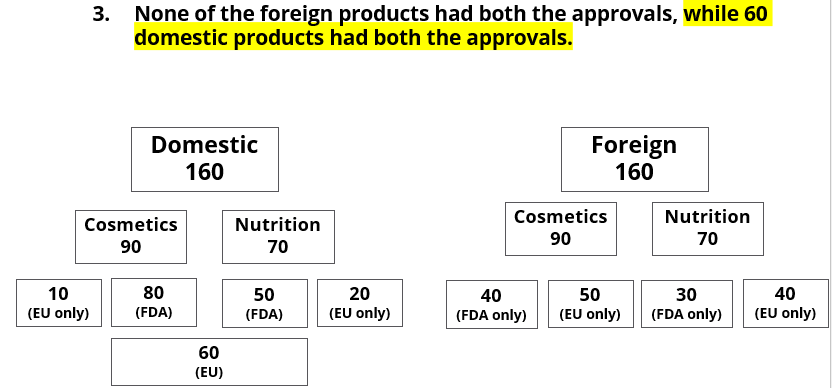 3. None of the foreign products had both the approvals, while 60
domestic products had both the approvals.
Domestic
160
Foreign
160
Cosmetics
90
Nutrition
70
Cosmetics
90
Nutrition
70
10
(EU only)
80
(FDA)
50
(FDA)
20
(EU only)
40
(FDA only)
50
(EU only)
30
(FDA only)
40
(EU only)
60
(EU)